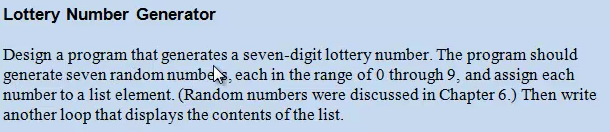 Lottery Number Generator
Design a program that generates a seven-digit lottery number. The program should
generate seven random numbers, each in the range of 0 through 9, and assign each
number to a list element. (Random numbers were discussed in Chapter 6.) Then write
another loop that displays the contents of the list.